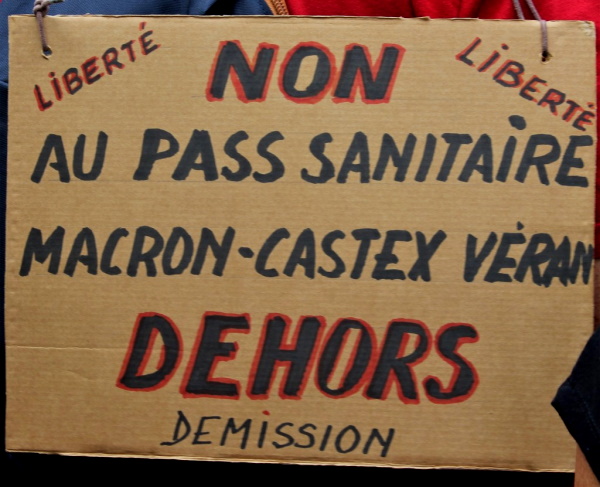 LIBERTÉ NON LIBERTÉ
AU PASS SANITAIRE
MACRON-CASTEX VÉRAN
DEHORS
DEMISSION